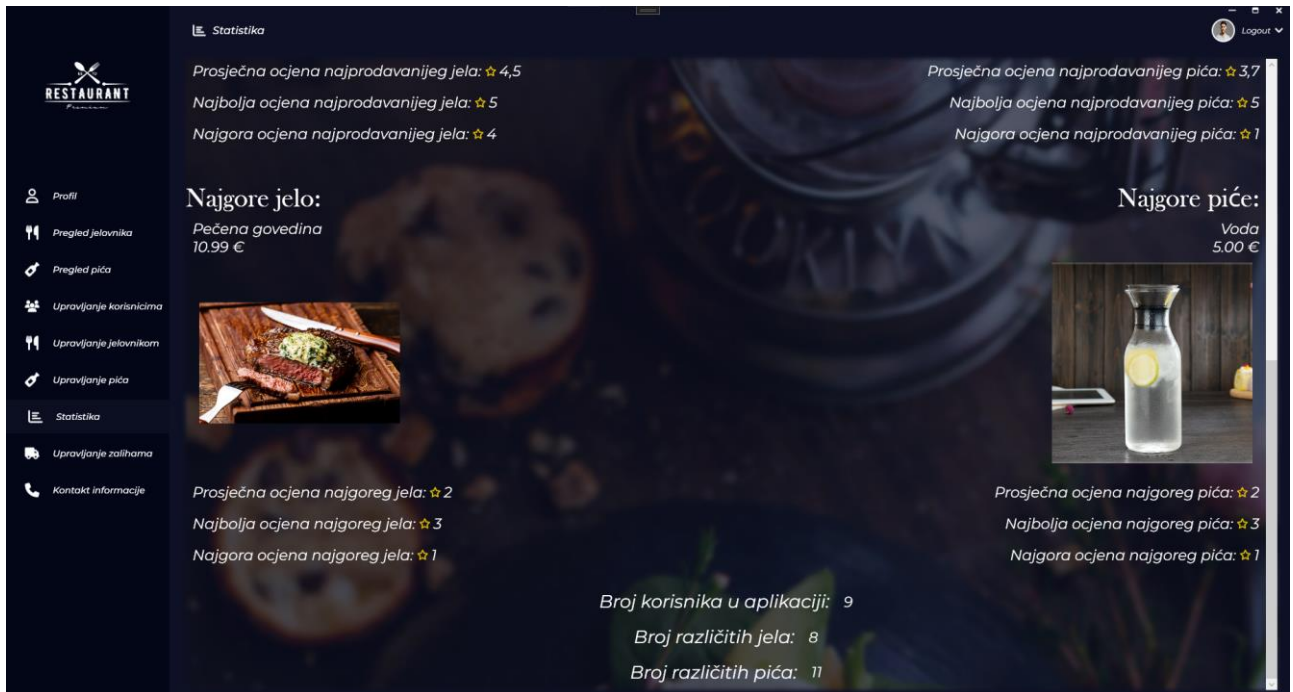 Statistika
Logout
RESTAURANT
Premium
Profil
Pregled jelovnika
Pregled pića
Upravljanje korisnicima
Upravljanje jelovnikom
Upravljanje pića
Statistika
Upravljanje zalihama
Kontakt informacije
Prosječna ocjena najprodavanijeg jela: 4,5
Najbolja ocjena najprodavanijeg jela: 5
Najgora ocjena najprodavanijeg jela: 4
Prosječna ocjena najprodavanijeg pića: 3,7
Najbolja ocjena najprodavanijeg pića: 5
Najgora ocjena najprodavanijeg pića: 1
Najgore jelo:
Pečena govedina
10.99 €
Najgore piće:
Voda
5.00 €
Prosječna ocjena najgoreg jela: 2
Najbolja ocjena najgoreg jela: 3
Najgora ocjena najgoreg jela: 1
Prosječna ocjena najgoreg pića: 2
Najbolja ocjena najgoreg pića: 3
Najgora ocjena najgoreg pića: 1
Broj korisnika u aplikaciji: 9
Broj različitih jela: 8
Broj različitih pića: 11